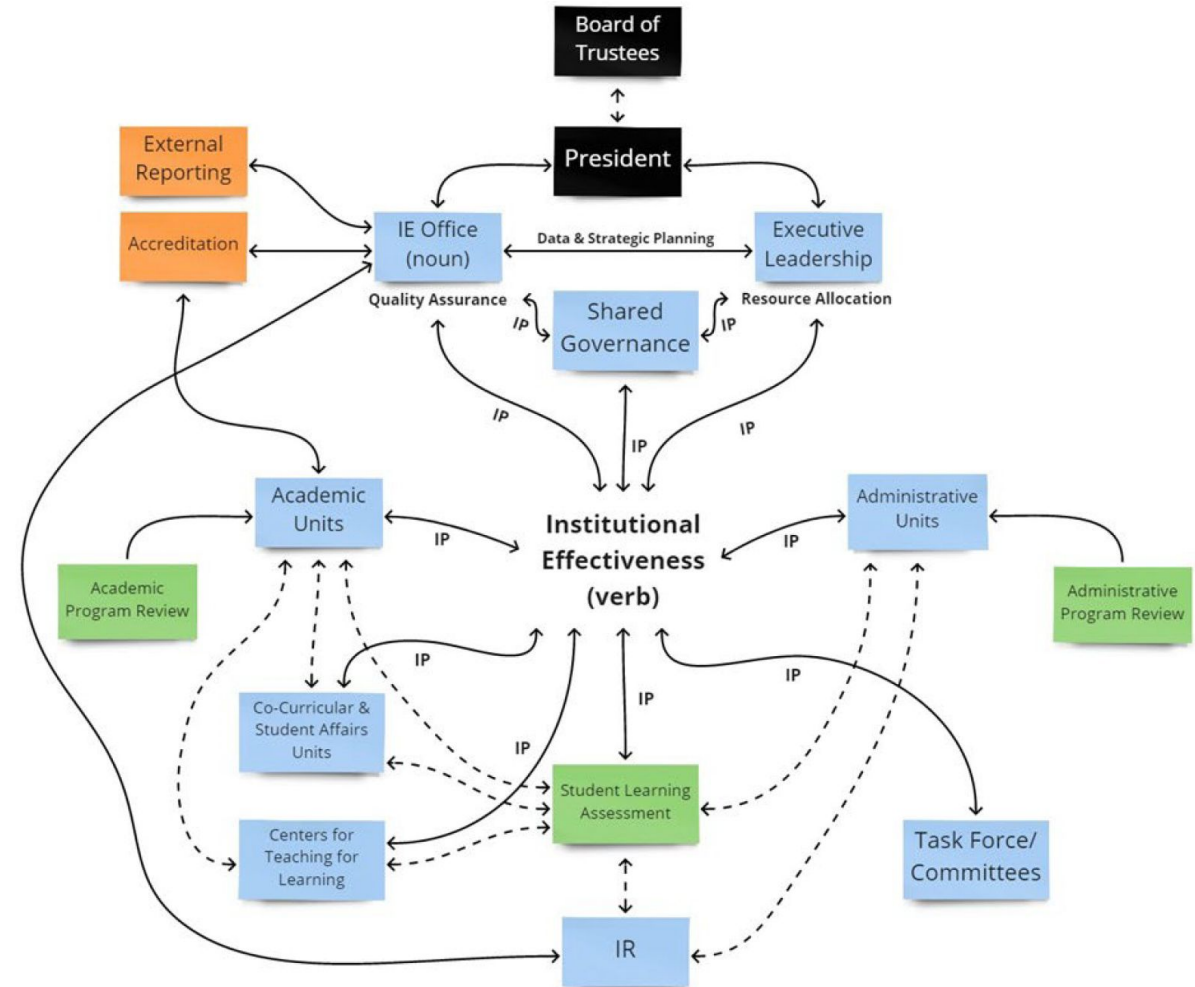 Board of
Trustees
President
External
Reporting
Accreditation
IE Office
(noun)
Data & Strategic Planning
Executive
Leadership
Quality Assurance
Resource Allocation
IP
Shared
Governance
IP
IP
IP
IP
Academic
Units
Administrative
Units
IP
Institutional
Effectiveness
(verb)
IP
Academic
Program Review
Administrative
Program Review
IP
IP
IP
Co-Curricular &
Student Affairs
Units
IP
Student Learning
Assessment
Centers for
Teaching for
Learning
Task Force/
Committees
IR